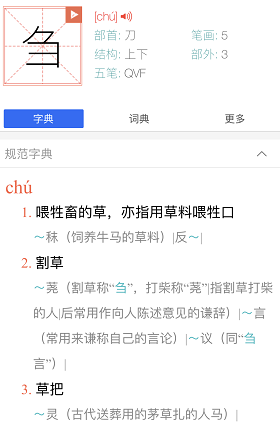 刍
[chú]
部首: 刀 笔画: 5
结构: 上下 部外: 3
五笔: QVF
字典 词典 更多
规范字典
chú
1. 喂牲畜的草，亦指用草料喂牲口
～秣（饲养牛马的草料）|反～|
2. 割草
～荛（割草称“刍”，打柴称“荛”|指割草打柴
的人|后常用作向人陈述意见的谦辞）|～言
（常用来谦称自己的言论）|～议（同“刍
言”）|
3. 草把
～灵（古代送葬用的茅草扎的人马）|